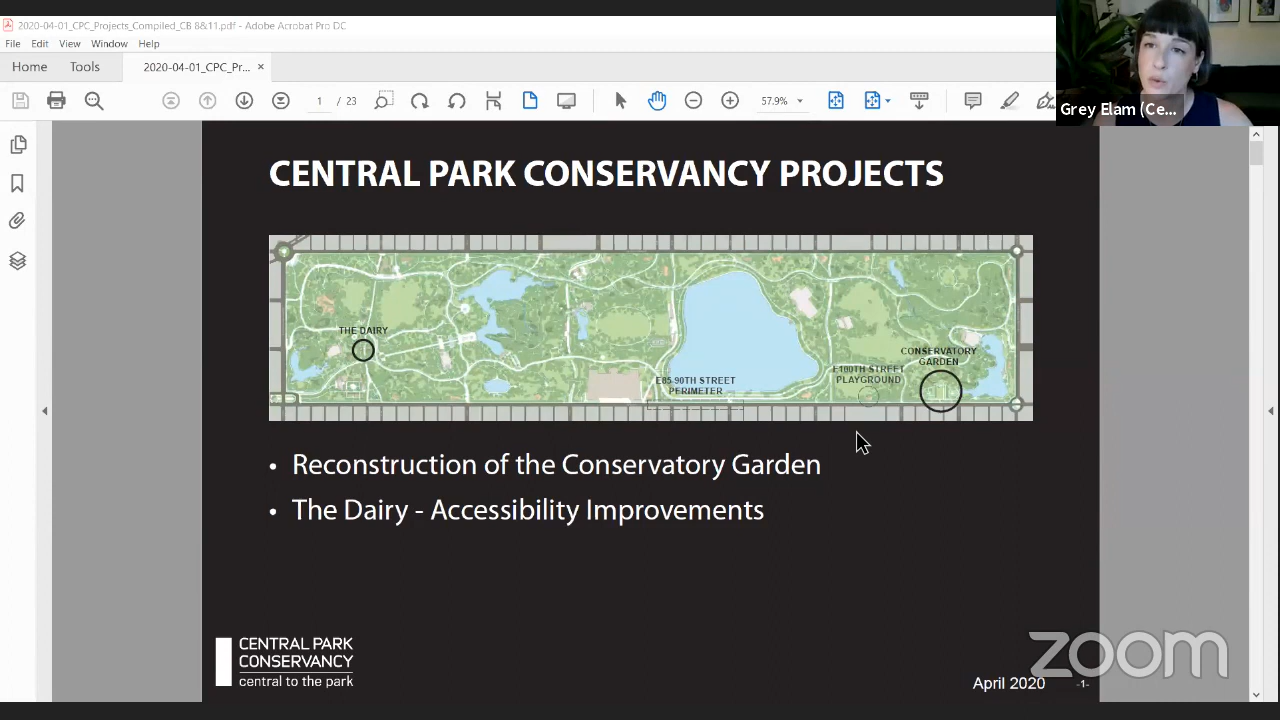 2020-04-01_CPC_Projects_Compiled_CB 8&11.pdf - Adobe Acrobat Pro DC
File Edit View Window Help
Home Tools 2020-04-01_CPC_Pr... ×
1 / 2
57.9%
Grey Elam (Ce...
CENTRAL PARK CONSERVANCY PROJECTS
THE DAIRY
E85-90TH STREET
PERIMETER
E100TH STREET
PLAYGROUND
CONSERVATORY
GARDEN
• Reconstruction of the Conservatory Garden
• The Dairy - Accessibility Improvements
CENTRAL PARK
CONSERVANCY
central to the park
zoom
April 2020 -1-